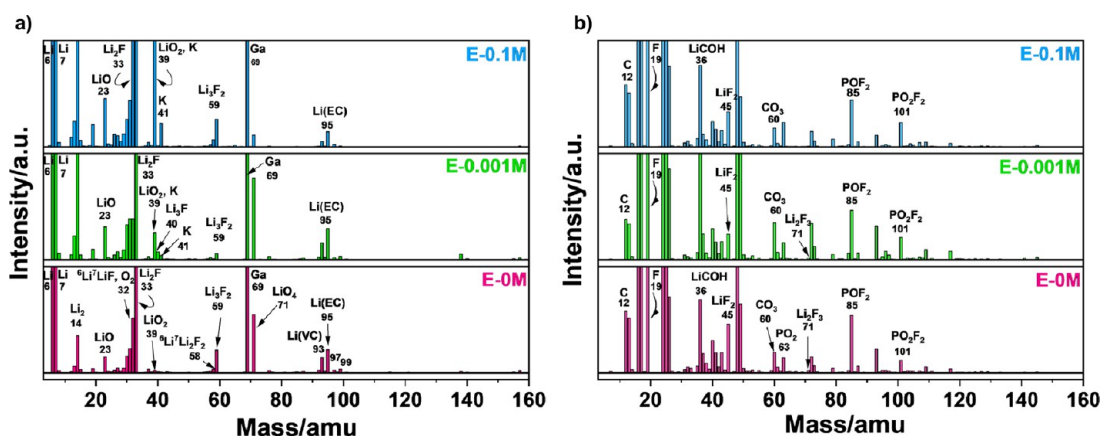 a)
Intensity/a.u.
E-0.1M
Li
6
Li
7
LiO
23
Li₂F
33
LiO₂, K
39
K
41
Li₃F₂
59
Ga
69
Li(EC)
95
E-0.001M
Li
6
Li
7
LiO
23
Li₂F
33
LiO₂, K
39
Li₃F
40
K
41
Li₃F₂
59
Ga
69
Li(EC)
95
E-0M
Li
6
Li
7
Li₂
14
LiO
23
⁶Li⁷LiF, O₂
32
Li₂F
33
LiO₂
39
⁶Li⁷Li₂F₂
58
Li₃F₂
59
Ga
69
LiO₄
71
Li(VC)
93
Li(EC)
95
97
99
20 40 60 80 100 120 140 160
Mass/amu
b)
Intensity/a.u.
E-0.1M
C
12
F
19
LiCOH
36
LiF₂
45
CO₃
60
POF₂
85
PO₂F₂
101
E-0.001M
C
12
F
19
LiF₂
45
CO₃
60
Li₂F₃
71
POF₂
85
PO₂F₂
101
E-0M
C
12
F
19
LiCOH
36
LiF₂
45
CO₃
60
PO₂
63
Li₂F₃
71
POF₂
85
PO₂F₂
101
20 40 60 80 100 120 140 160
Mass/amu